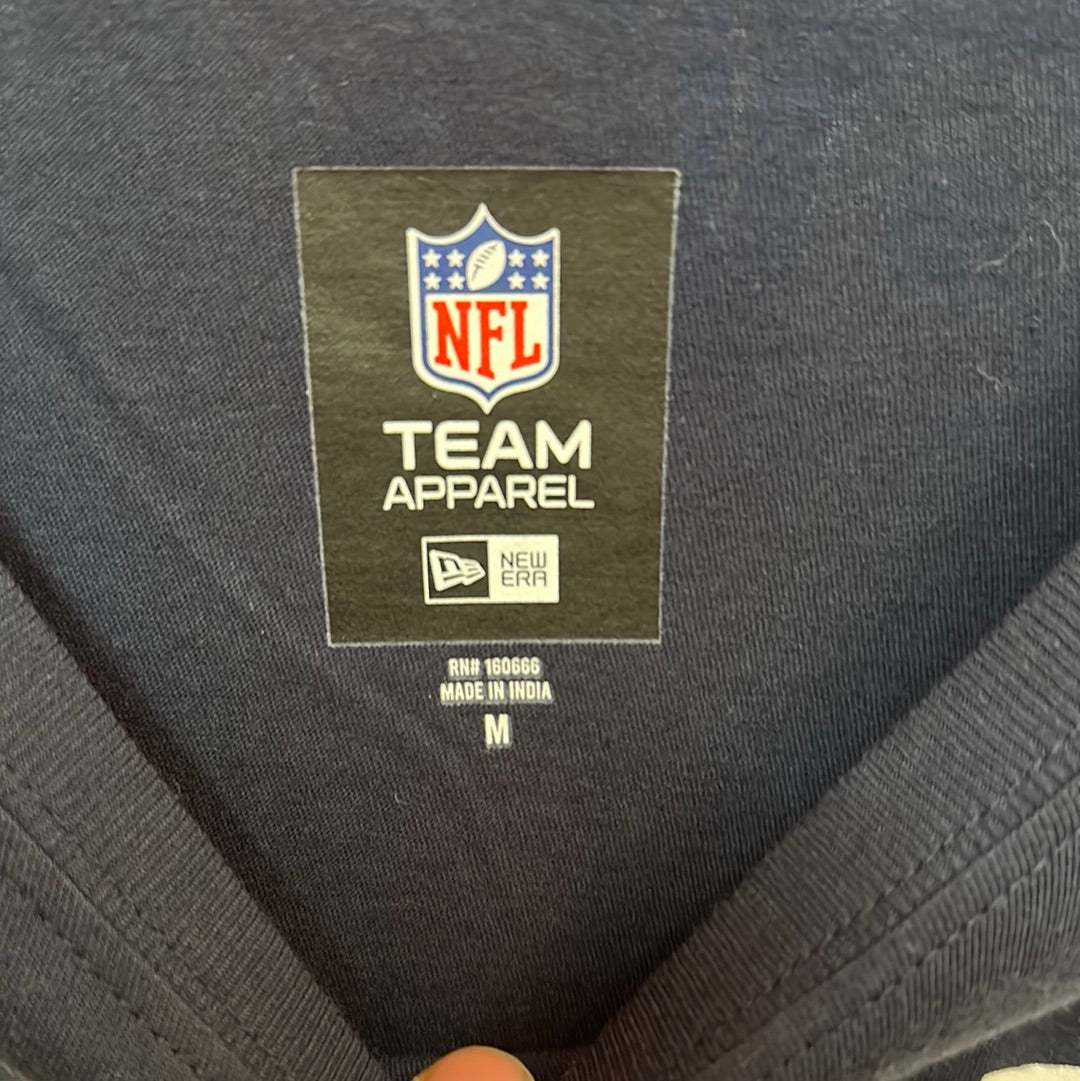 NFL
TEAM
APPAREL
NEW
ERA
RN# 160666
MADE IN INDIA
M